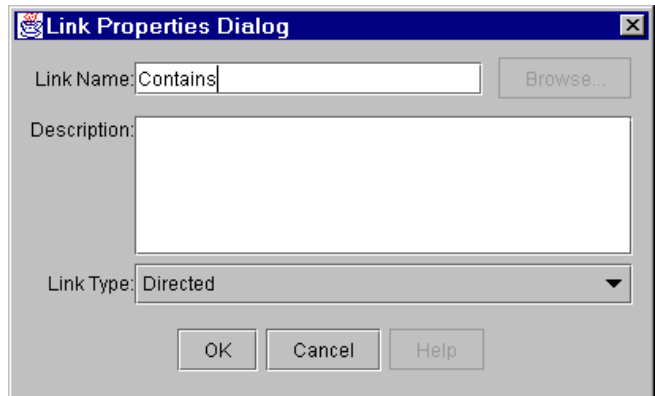 Link Properties Dialog
Link Name: Contains Browse...
Description:
Link Type: Directed
OK Cancel Help